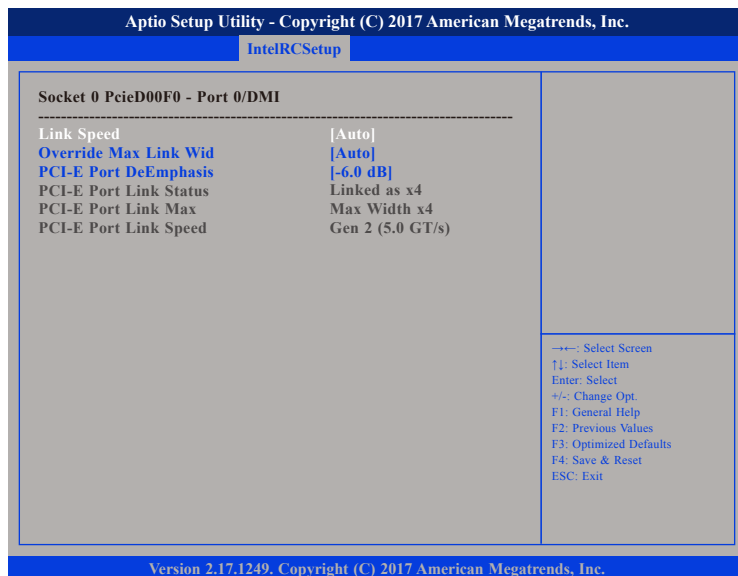 Aptio Setup Utility - Copyright (C) 2017 American Megatrends, Inc.
IntelRCSetup
Socket 0 PcieD00F0 - Port 0/DMI
--------------------------------------------------------------------------------
Link Speed [Auto]
Override Max Link Wid [Auto]
PCI-E Port DeEmphasis [-6.0 dB]
PCI-E Port Link Status Linked as x4
PCI-E Port Link Max Max Width x4
PCI-E Port Link Speed Gen 2 (5.0 GT/s)
→←: Select Screen
↑↓: Select Item
Enter: Select
+/-: Change Opt.
F1: General Help
F2: Previous Values
F3: Optimized Defaults
F4: Save & Reset
ESC: Exit
Version 2.17.1249. Copyright (C) 2017 American Megatrends, Inc.